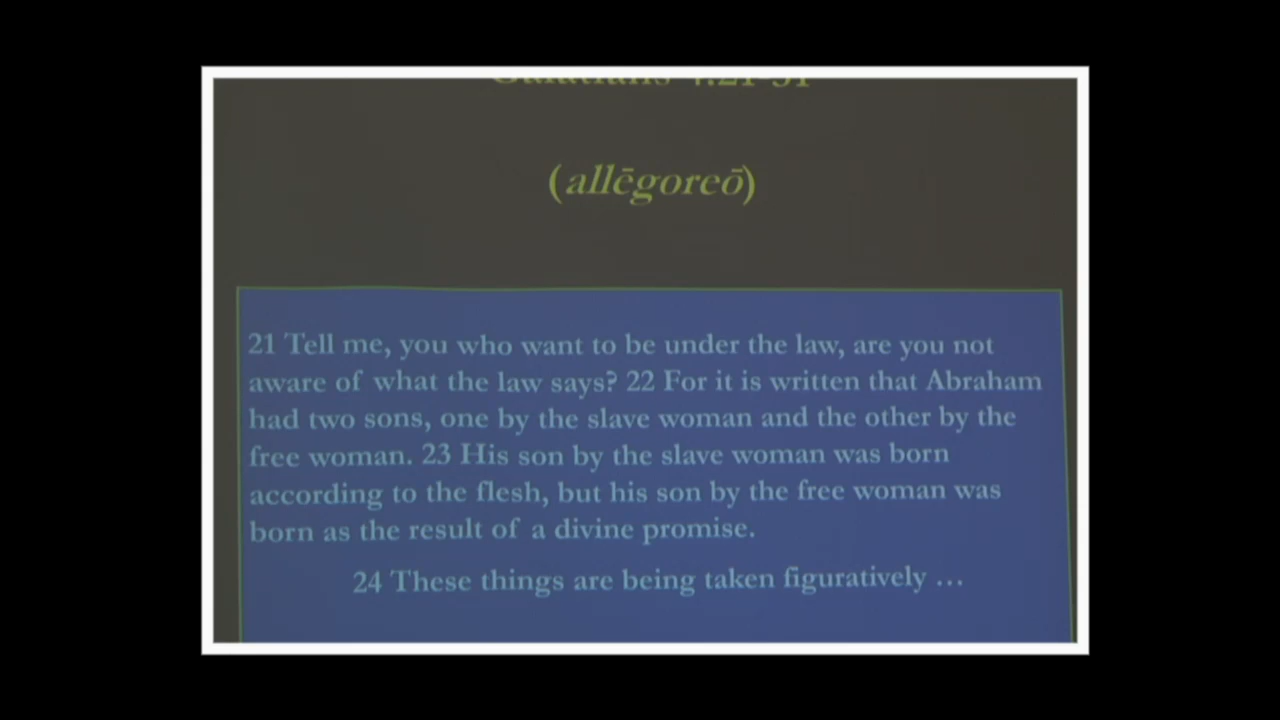 Galatians 4:21-31
(allēgoreō)
21 Tell me, you who want to be under the law, are you not
aware of what the law says? 22 For it is written that Abraham
had two sons, one by the slave woman and the other by the
free woman. 23 His son by the slave woman was born
according to the flesh, but his son by the free woman was
born as the result of a divine promise.
24 These things are being taken figuratively …